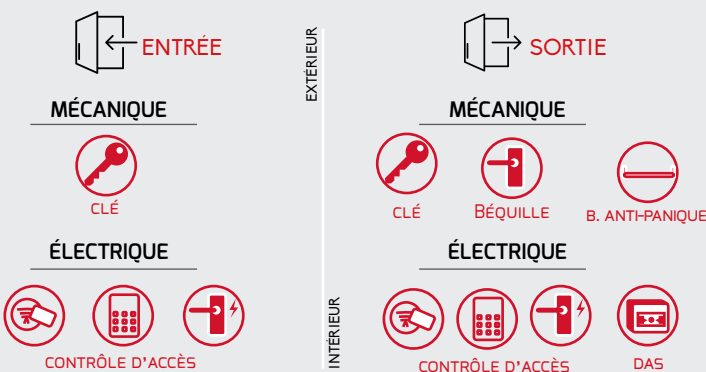 ENTRÉE
MÉCANIQUE
CLÉ
ÉLECTRIQUE
CONTRÔLE D'ACCÈS
EXTÉRIEUR
INTÉRIEUR
SORTIE
MÉCANIQUE
CLÉ
BÉQUILLE
B. ANTI-PANIQUE
ÉLECTRIQUE
CONTRÔLE D'ACCÈS
DAS